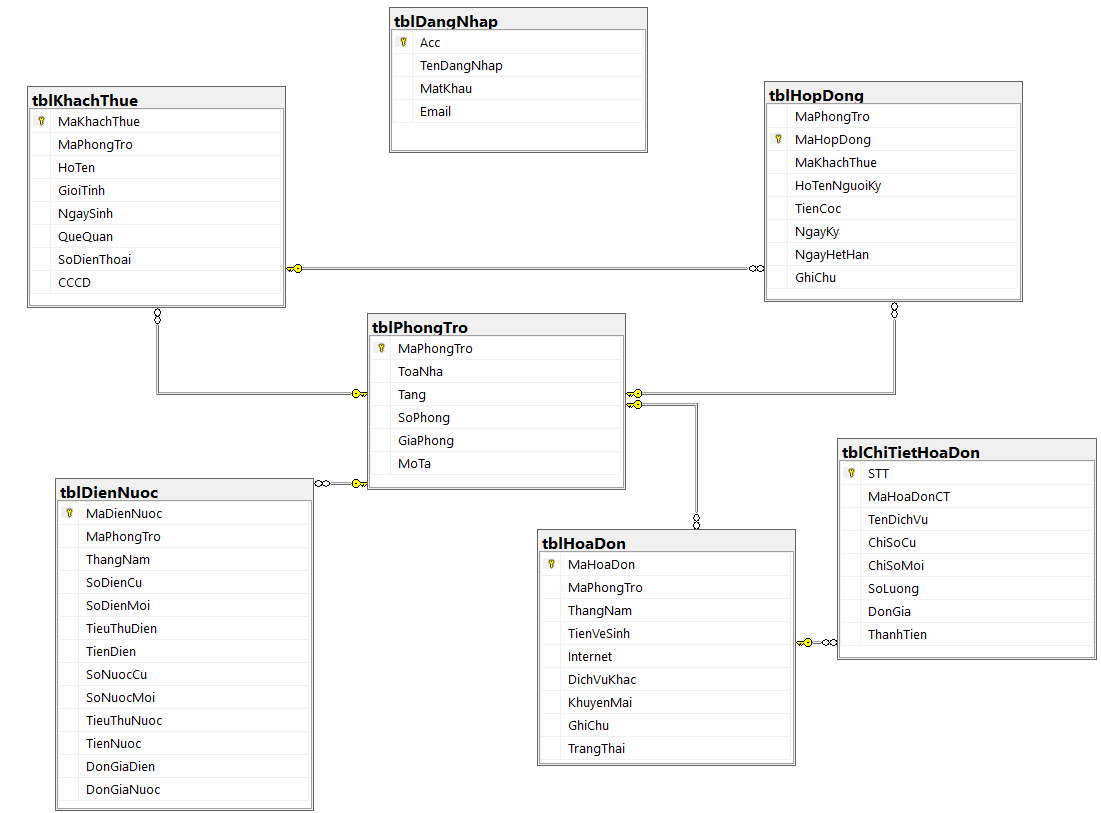 tblDangNhap
Acc
TenDangNhap
MatKhau
Email
tblKhachThue
MaKhachThue
MaPhongTro
HoTen
GioiTinh
NgaySinh
QueQuan
SoDienThoai
CCCD
tblHopDong
MaPhongTro
MaHopDong
MaKhachThue
HoTenNguoiKy
TienCoc
NgayKy
NgayHetHan
GhiChu
tblPhongTro
MaPhongTro
ToaNha
Tang
SoPhong
GiaPhong
MoTa
tblDienNuoc
MaDienNuoc
MaPhongTro
ThangNam
SoDienCu
SoDienMoi
TieuThuDien
TienDien
SoNuocCu
SoNuocMoi
TieuThuNuoc
TienNuoc
DonGiaDien
DonGiaNuoc
tblHoaDon
MaHoaDon
MaPhongTro
ThangNam
TienVeSinh
Internet
DichVuKhac
KhuyenMai
GhiChu
TrangThai
tblChiTietHoaDon
STT
MaHoaDonCT
TenDichVu
ChiSoCu
ChiSoMoi
SoLuong
DonGia
ThanhTien